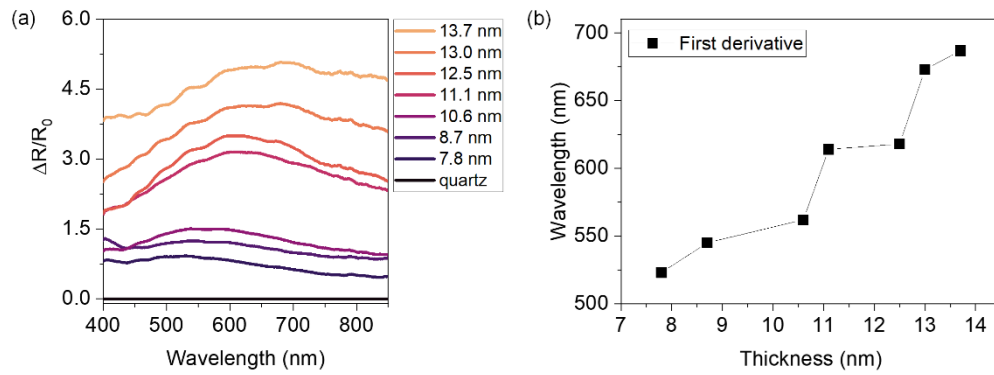 (a)
6.0
4.5
3.0
1.5
0.0
ΔR/R0
400 500 600 700 800
Wavelength (nm)
13.7 nm
13.0 nm
12.5 nm
11.1 nm
10.6 nm
8.7 nm
7.8 nm
quartz
(b)
700
650
600
550
500
Wavelength (nm)
First derivative
7 8 9 10 11 12 13 14
Thickness (nm)